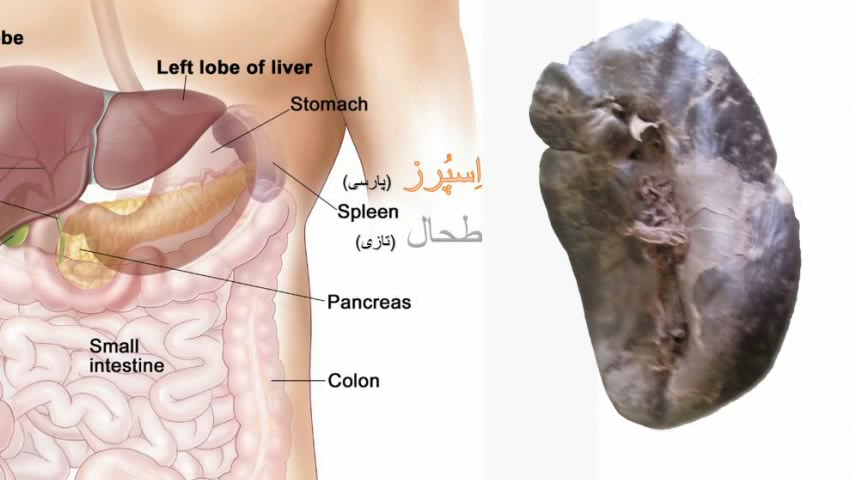 be
Left lobe of liver
Stomach
اِسپُرز (پارسی)
Spleen
طحال (تازی)
Pancreas
Small
intestine
Colon